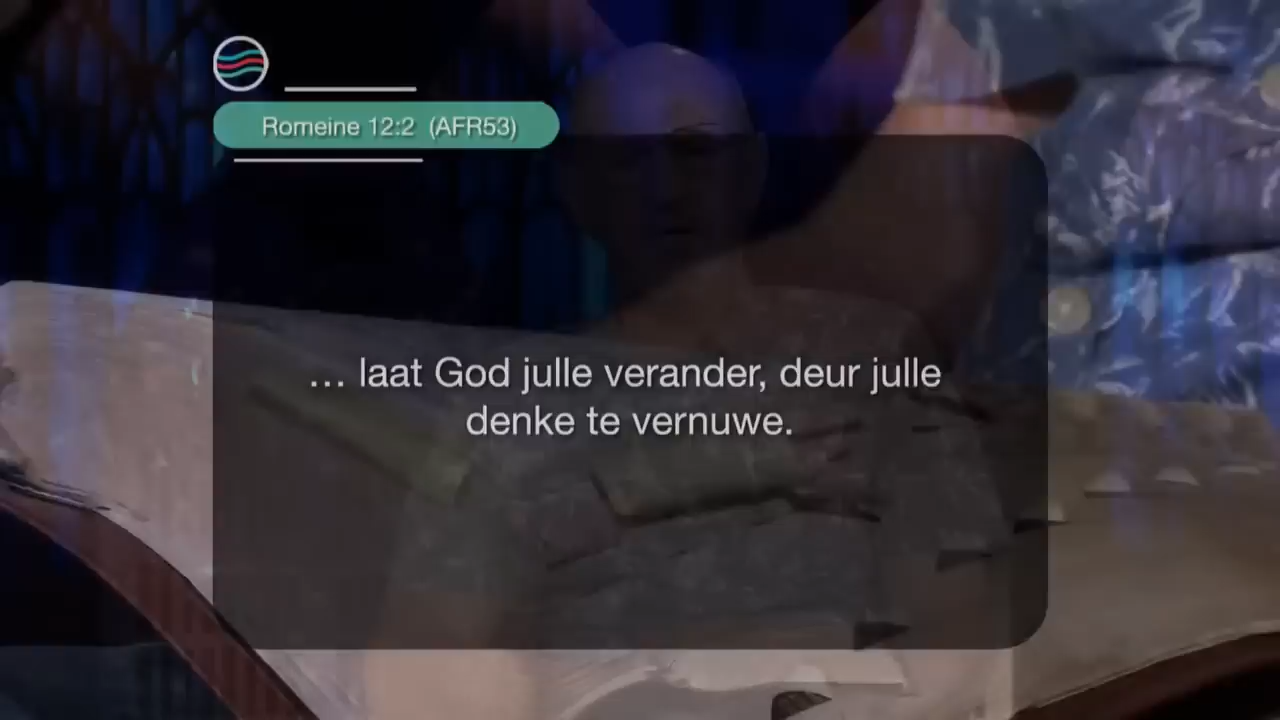 Romeine 12:2 (AFR53)
... laat God julle verander, deur julle
denke te vernuwe.